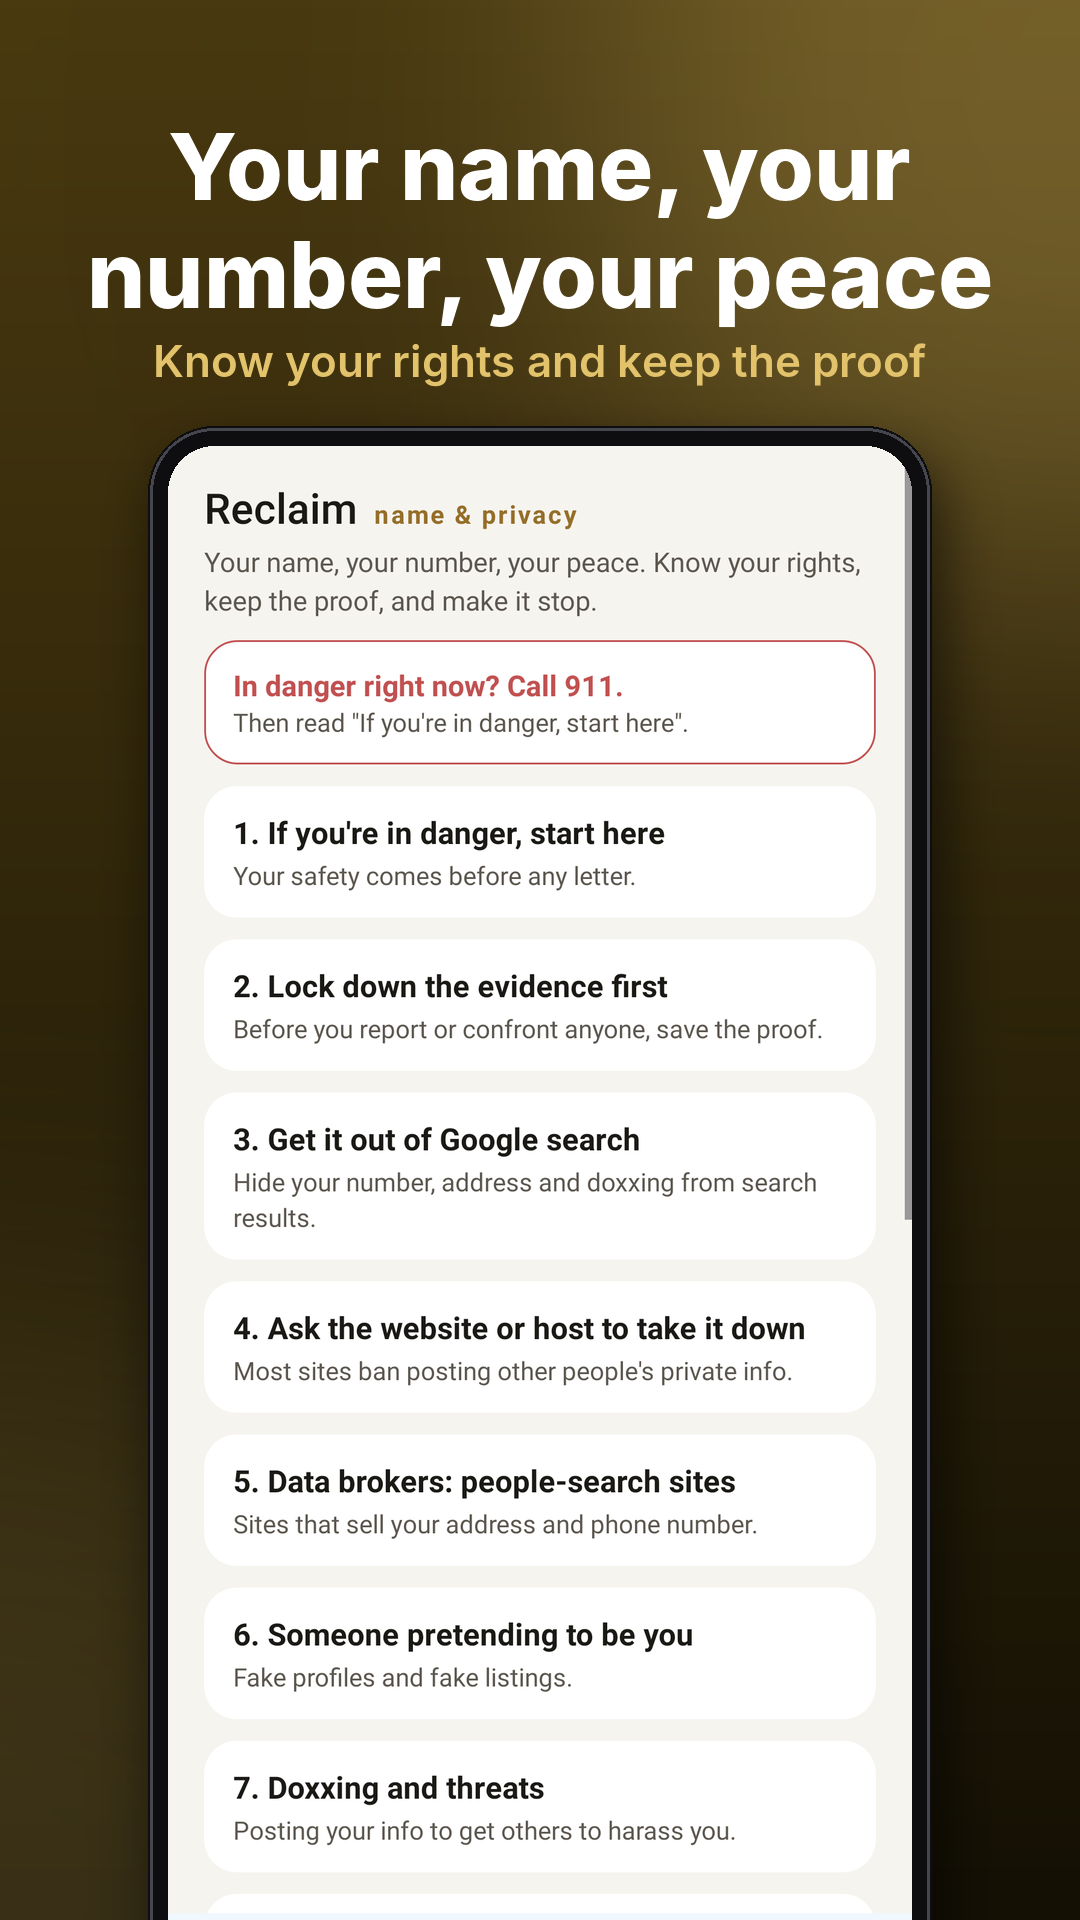 Your name, your
number, your peace
Know your rights and keep the proof
Reclaim name & privacy
Your name, your number, your peace. Know your rights,
keep the proof, and make it stop.
In danger right now? Call 911.
Then read "If you're in danger, start here".
1. If you're in danger, start here
Your safety comes before any letter.
2. Lock down the evidence first
Before you report or confront anyone, save the proof.
3. Get it out of Google search
Hide your number, address and doxxing from search
results.
4. Ask the website or host to take it down
Most sites ban posting other people's private info.
5. Data brokers: people-search sites
Sites that sell your address and phone number.
6. Someone pretending to be you
Fake profiles and fake listings.
7. Doxxing and threats
Posting your info to get others to harass you.